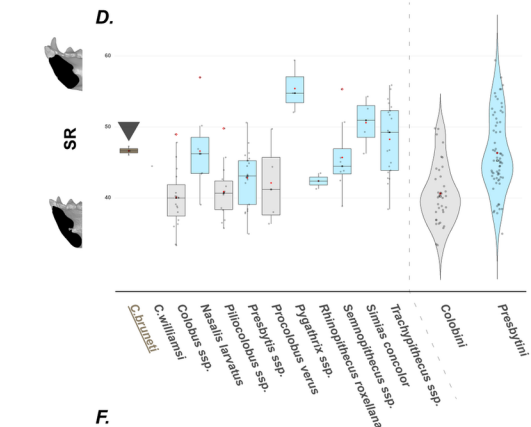 D.
60
50
40
SR
C.bruneti
C.williamsi
Colobus ssp.
Nasalis larvatus
Piliocolobus ssp.
Presbytis ssp.
Procolobus verus
Pygathrix ssp.
Rhinopithecus roxellana
Semnopithecus ssp.
Simias concolor
Trachypithecus ssp.
Colobini
Presbytini
F.